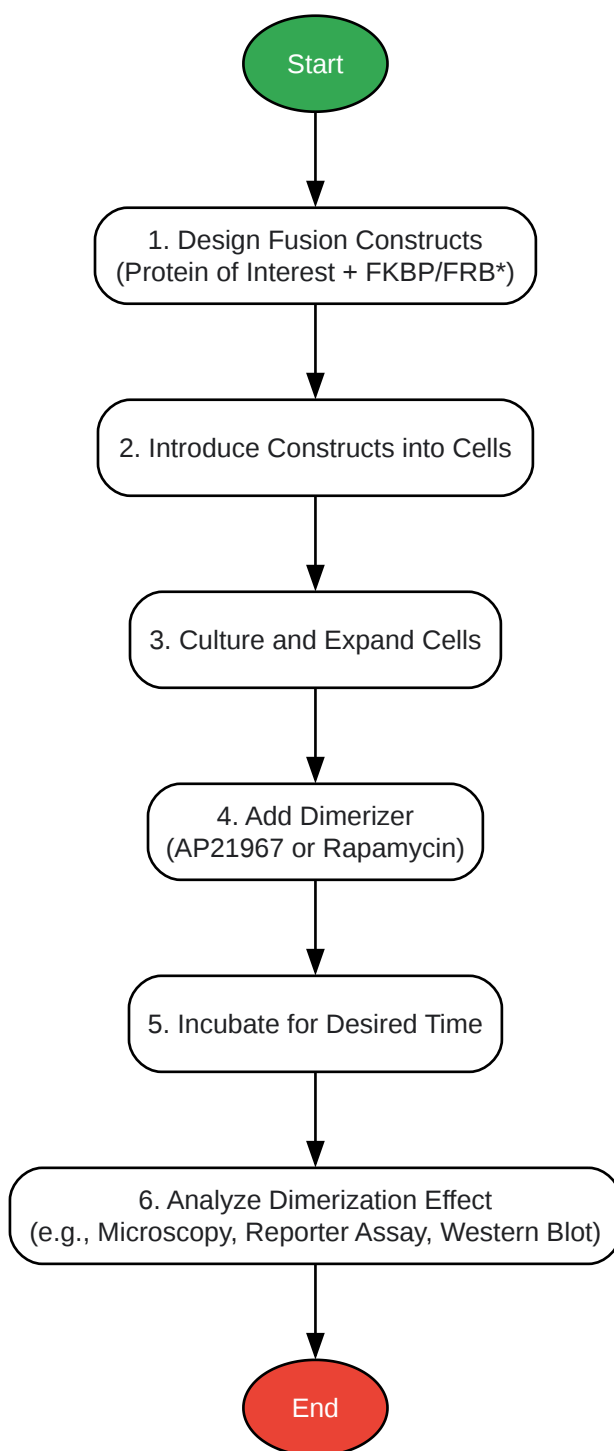 Start
1. Design Fusion Constructs
(Protein of Interest + FKBP/FRB*)
2. Introduce Constructs into Cells
3. Culture and Expand Cells
4. Add Dimerizer
(AP21967 or Rapamycin)
5. Incubate for Desired Time
6. Analyze Dimerization Effect
(e.g., Microscopy, Reporter Assay, Western Blot)
End